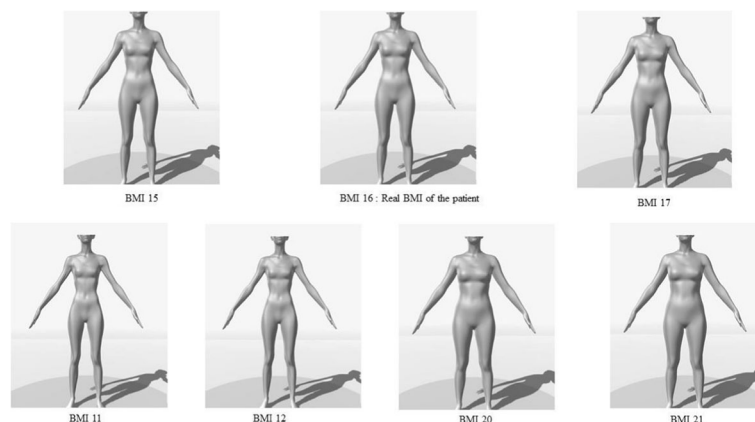 BMI 15
BMI 16 : Real BMI of the patient
BMI 17
BMI 11
BMI 12
BMI 20
BMI 21